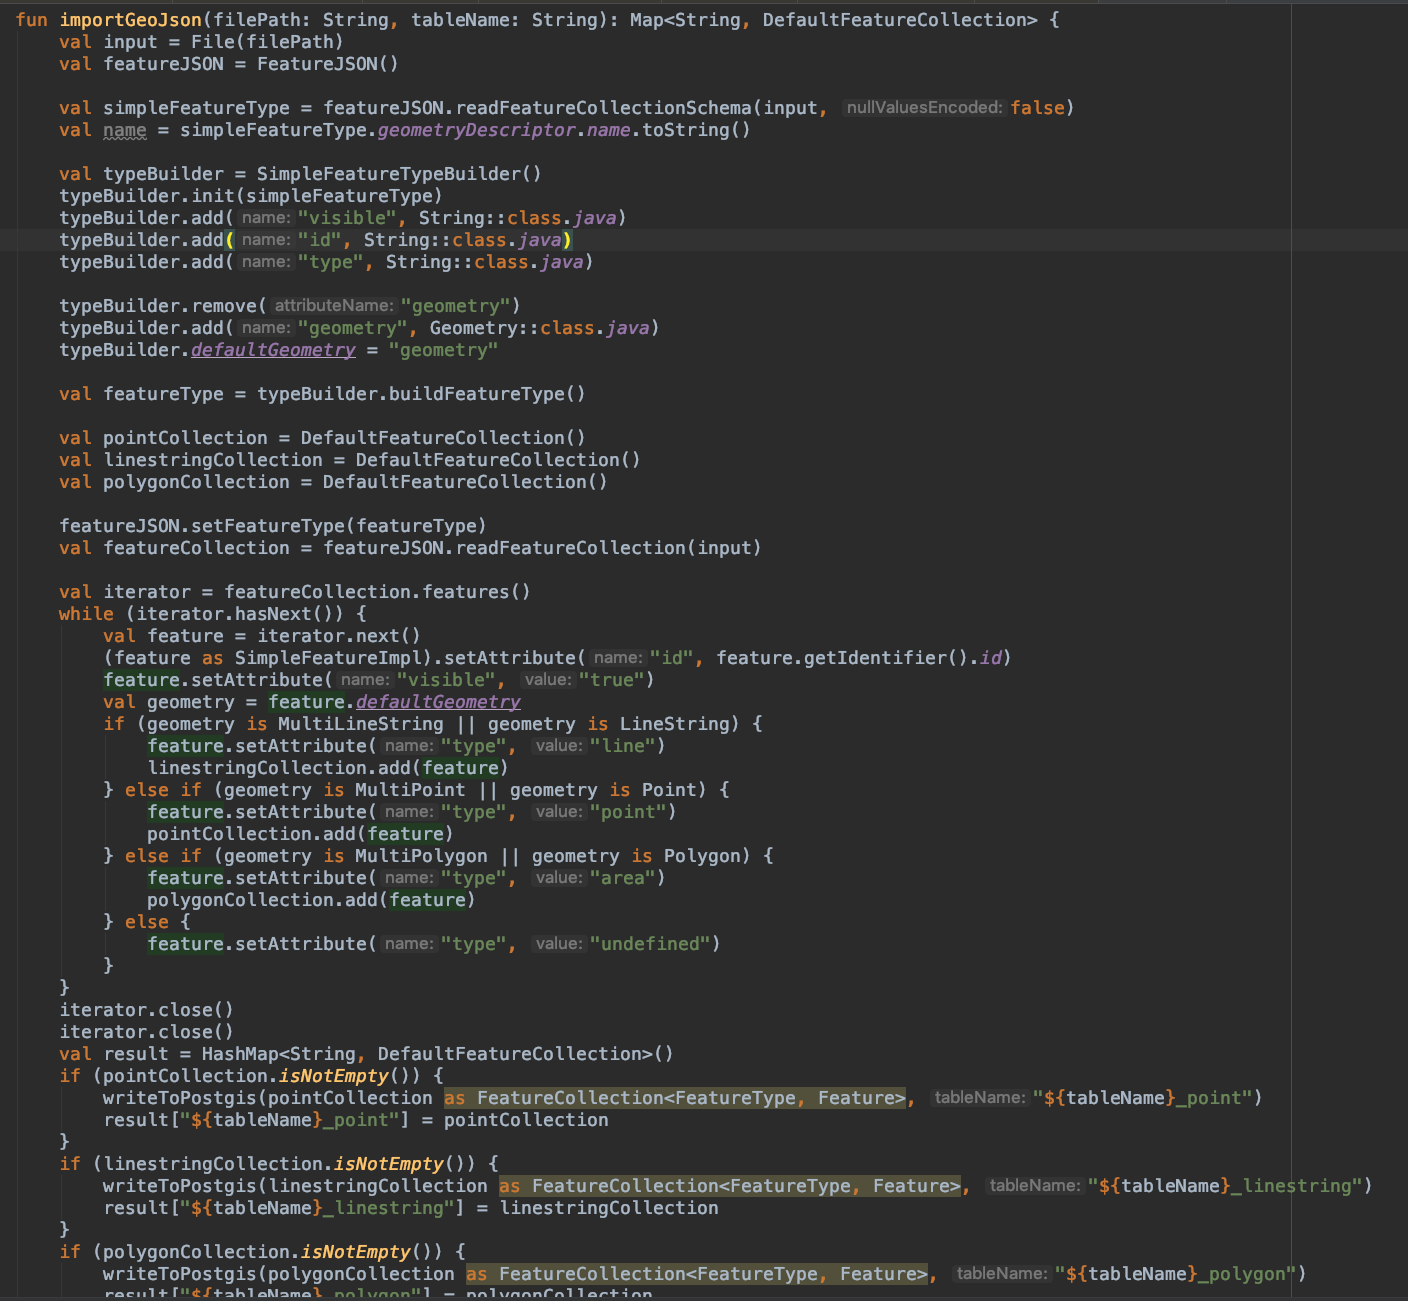 fun importGeoJson(filePath: String, tableName: String): Map<String, DefaultFeatureCollection> {
    val input = File(filePath)
    val featureJSON = FeatureJSON()

    val simpleFeatureType = featureJSON.readFeatureCollectionSchema(input, nullValuesEncoded: false)
    val name = simpleFeatureType.geometryDescriptor.name.toString()

    val typeBuilder = SimpleFeatureTypeBuilder()
    typeBuilder.init(simpleFeatureType)
    typeBuilder.add( name: "visible", String::class.java)
    typeBuilder.add( name: "id", String::class.java)
    typeBuilder.add( name: "type", String::class.java)

    typeBuilder.remove( attributeName: "geometry")
    typeBuilder.add( name: "geometry", Geometry::class.java)
    typeBuilder.defaultGeometry = "geometry"

    val featureType = typeBuilder.buildFeatureType()

    val pointCollection = DefaultFeatureCollection()
    val linestringCollection = DefaultFeatureCollection()
    val polygonCollection = DefaultFeatureCollection()

    featureJSON.setFeatureType(featureType)
    val featureCollection = featureJSON.readFeatureCollection(input)

    val iterator = featureCollection.features()
    while (iterator.hasNext()) {
        val feature = iterator.next()
        (feature as SimpleFeatureImpl).setAttribute( name: "id", feature.getIdentifier().id)
        feature.setAttribute( name: "visible", value: "true")
        val geometry = feature.defaultGeometry
        if (geometry is MultiLineString || geometry is LineString) {
            feature.setAttribute( name: "type", value: "line")
            linestringCollection.add(feature)
        } else if (geometry is MultiPoint || geometry is Point) {
            feature.setAttribute( name: "type", value: "point")
            pointCollection.add(feature)
        } else if (geometry is MultiPolygon || geometry is Polygon) {
            feature.setAttribute( name: "type", value: "area")
            polygonCollection.add(feature)
        } else {
            feature.setAttribute( name: "type", value: "undefined")
        }
    }
    iterator.close()
    iterator.close()
    val result = HashMap<String, DefaultFeatureCollection>()
    if (pointCollection.isNotEmpty()) {
        writeToPostgis(pointCollection as FeatureCollection<FeatureType, Feature>, tableName: "${tableName}_point")
        result["${tableName}_point"] = pointCollection
    }
    if (linestringCollection.isNotEmpty()) {
        writeToPostgis(linestringCollection as FeatureCollection<FeatureType, Feature>, tableName: "${tableName}_linestring")
        result["${tableName}_linestring"] = linestringCollection
    }
    if (polygonCollection.isNotEmpty()) {
        writeToPostgis(polygonCollection as FeatureCollection<FeatureType, Feature>, tableName: "${tableName}_polygon")
        result["${tableName}_polygon"] = polygonCollection